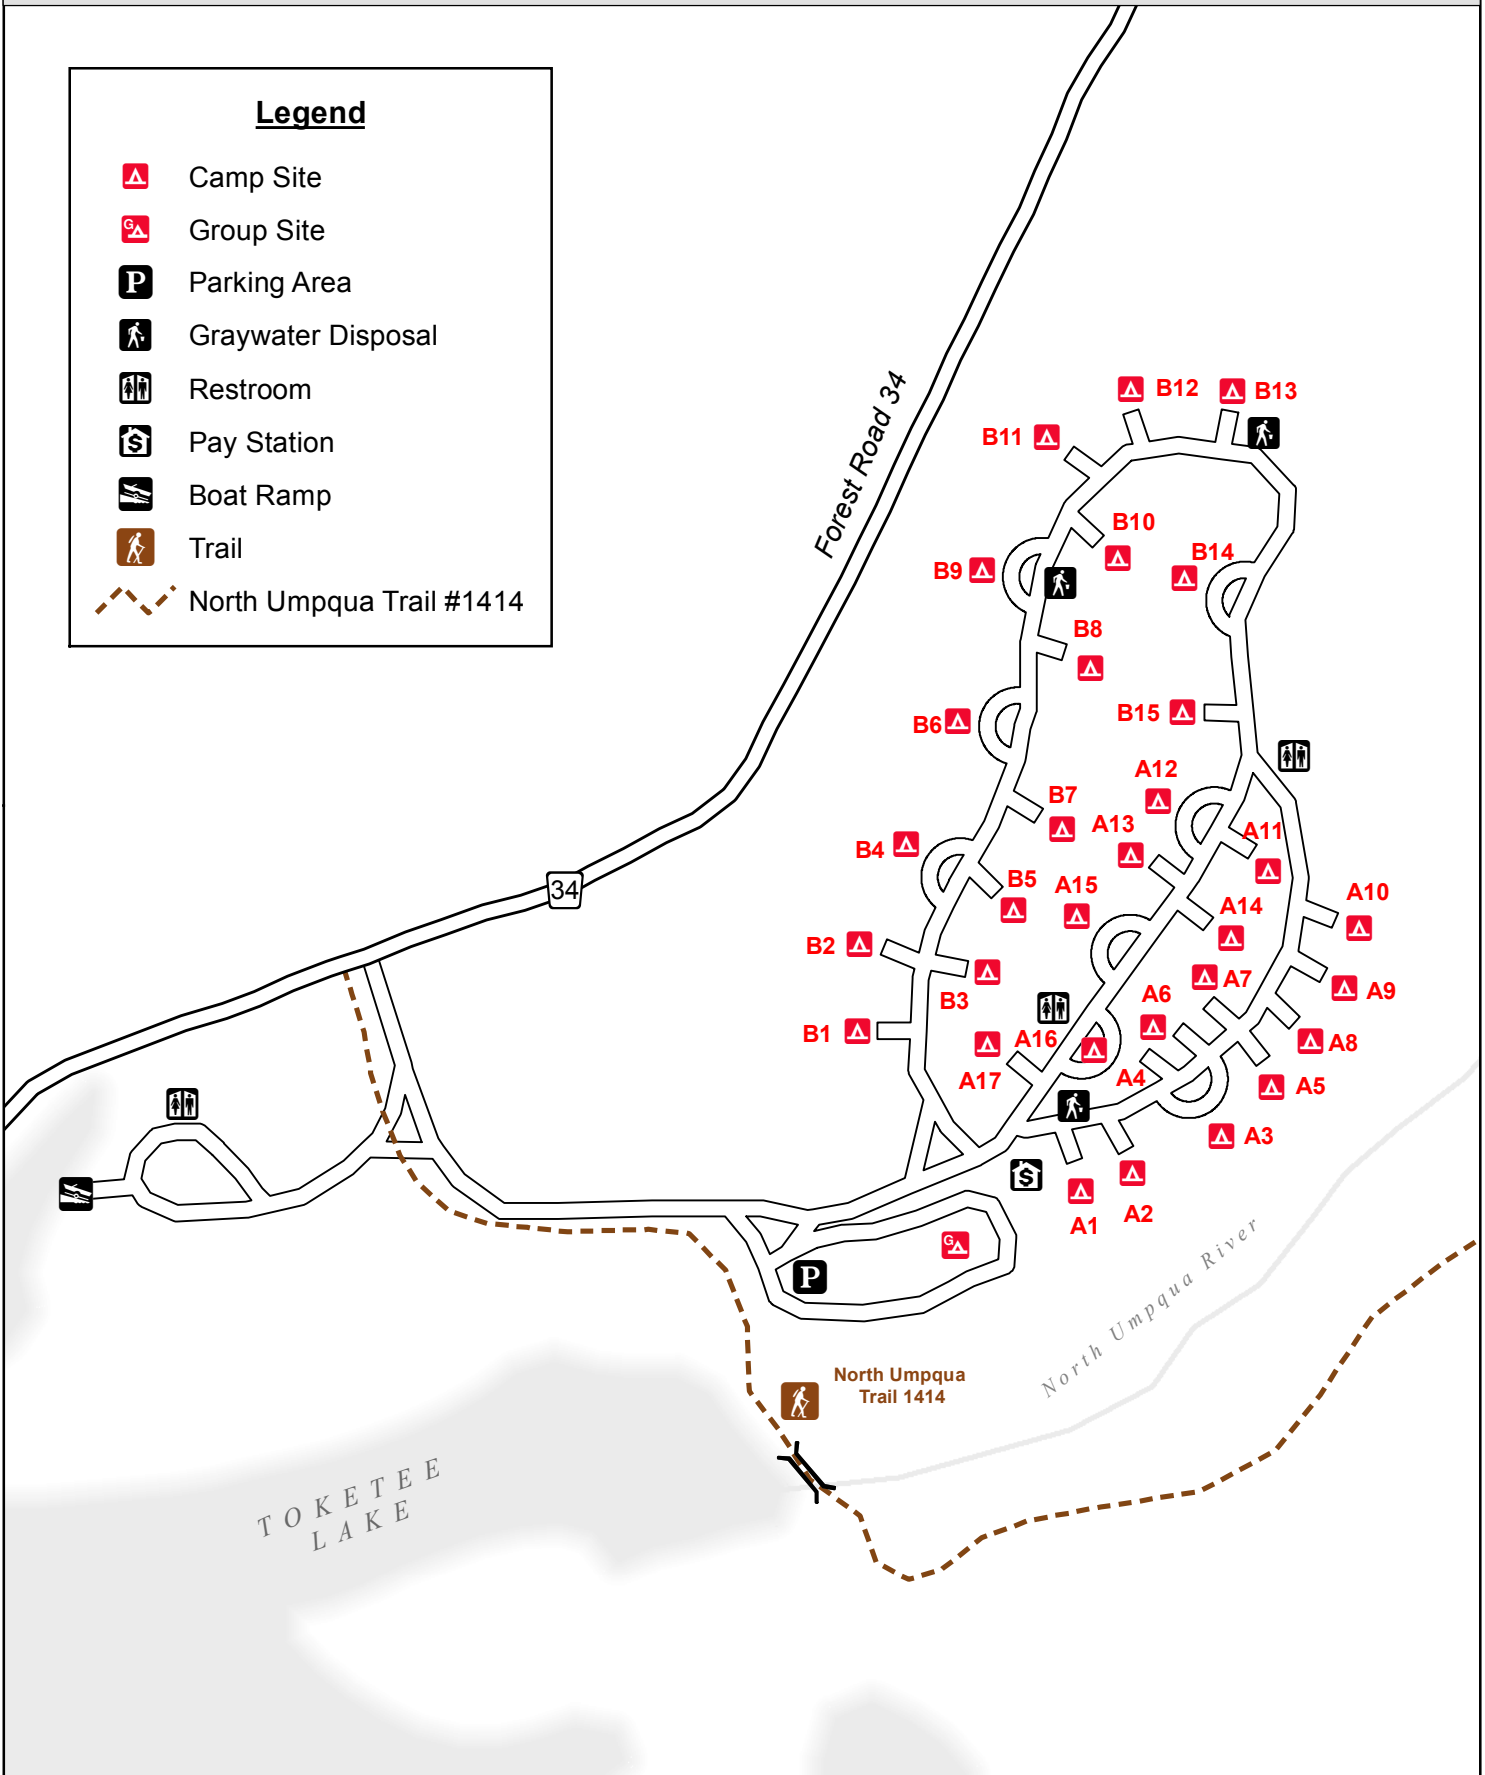 Legend
Camp Site
G
Group Site
P
Parking Area
Graywater Disposal
Restroom
$
Pay Station
Boat Ramp
Trail
North Umpqua Trail #1414
Forest Road 34
34
B12
B13
B11
B10
B14
B9
B8
B15
B6
A12
B7
A13
A11
B4
B5
A15
A10
A14
B2
A7
A9
B3
A6
B1
A16
A8
A17
A4
A5
A3
$
A1
A2
G
P
North Umpqua River
North Umpqua
Trail 1414
TOKETEE
LAKE